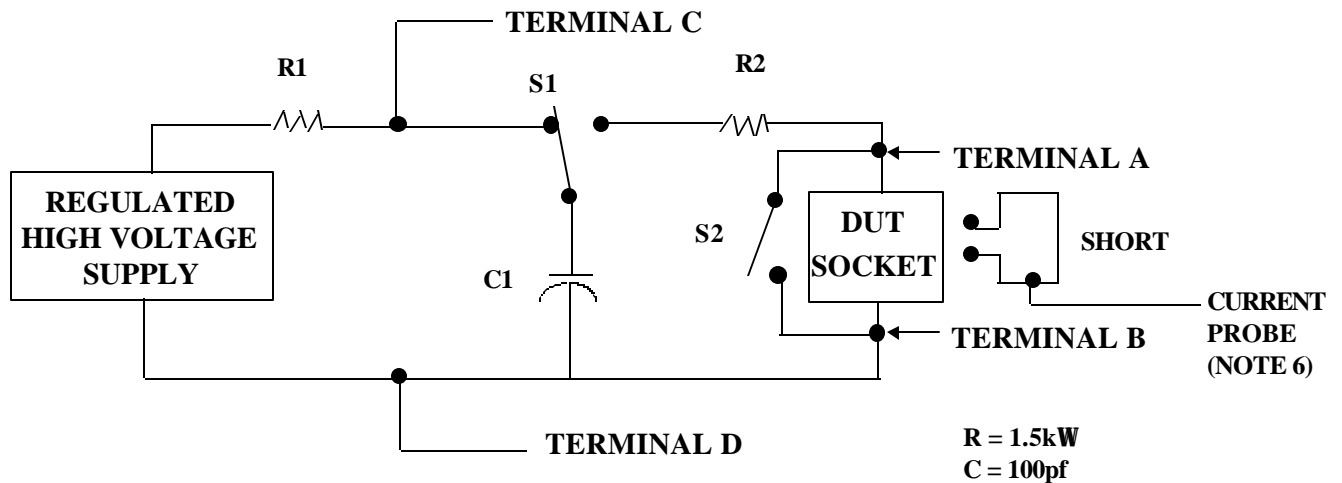 TERMINAL C
R1
S1
R2
TERMINAL A
REGULATED
HIGH VOLTAGE
SUPPLY
S2
DUT
SOCKET
SHORT
C1
CURRENT
PROBE
(NOTE 6)
TERMINAL B
TERMINAL D
R = 1.5kW
C = 100pf